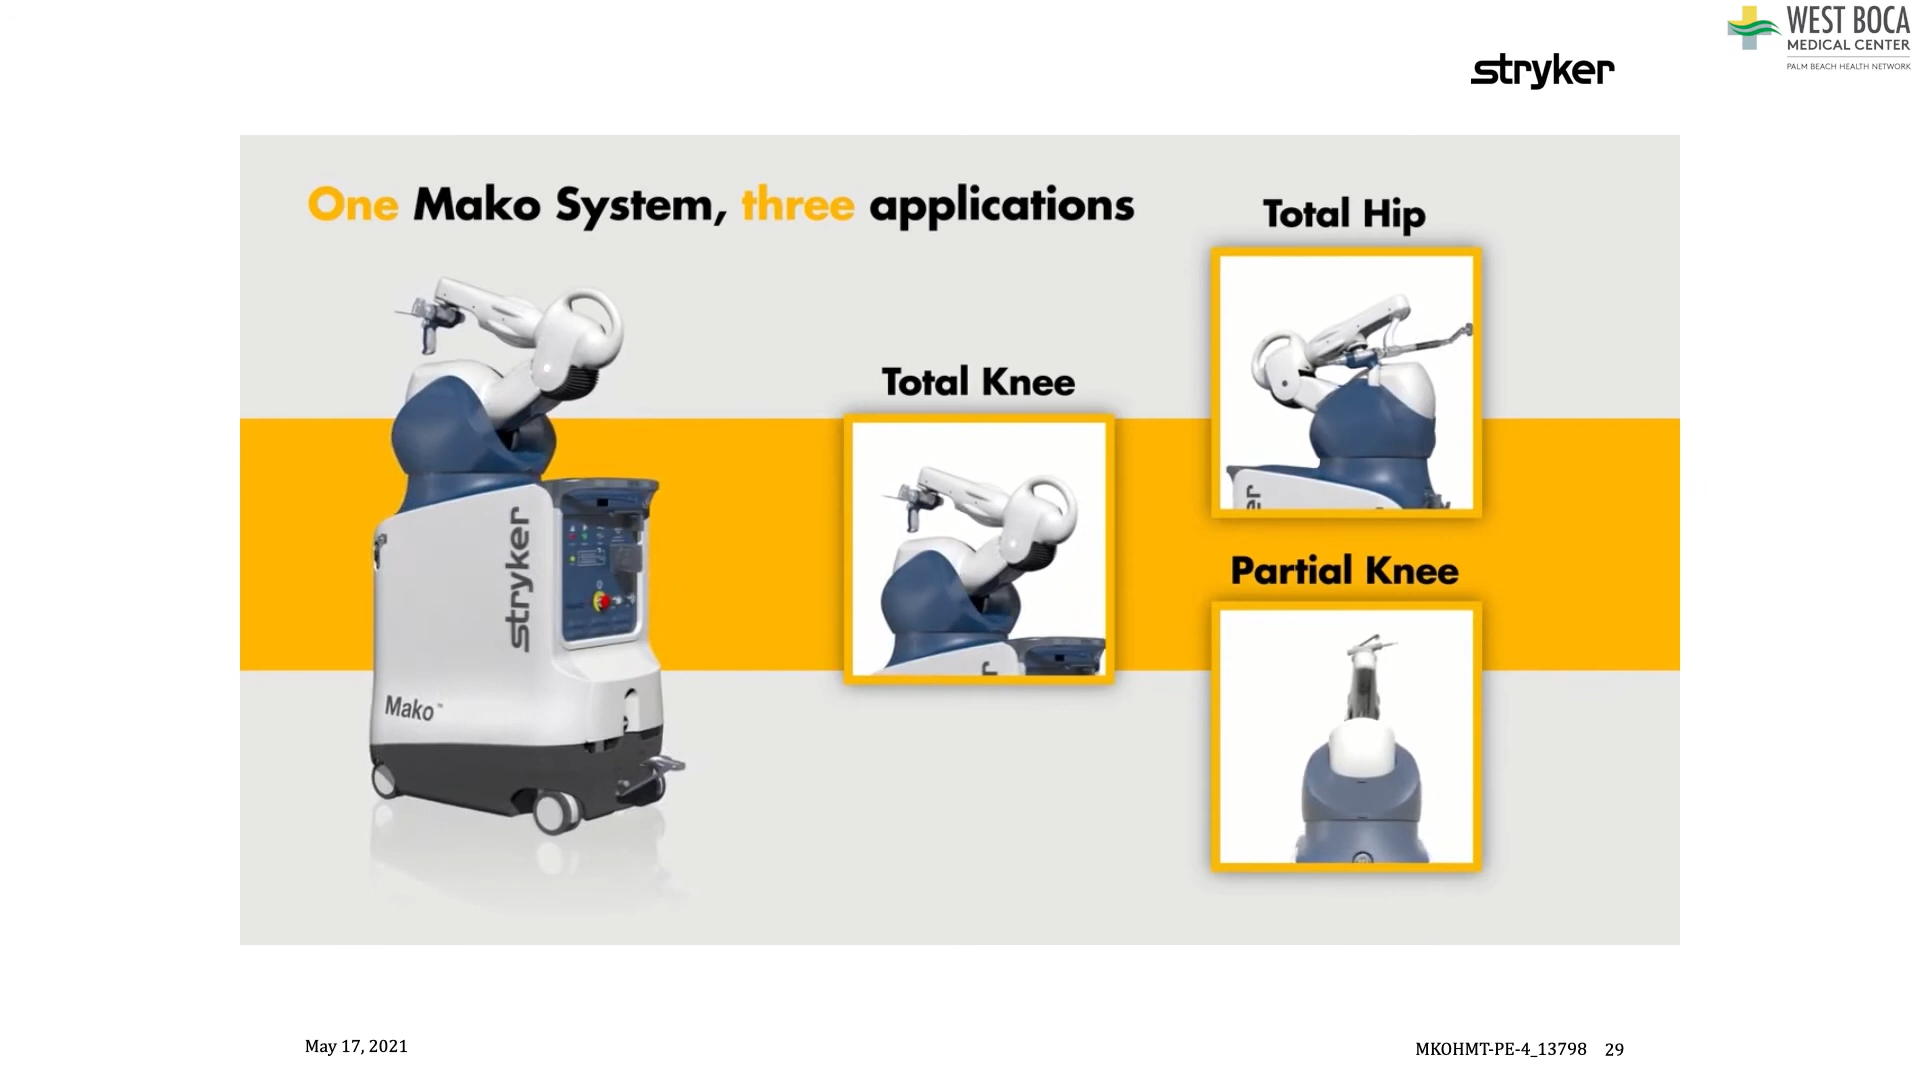 WEST BOCA
MEDICAL CENTER
PALM BEACH HEALTH NETWORK
stryker
One Mako System, three applications
Total Hip
Total Knee
Partial Knee
stryker
Mako™
May 17, 2021
MKOHMT-PE-4_13798 29